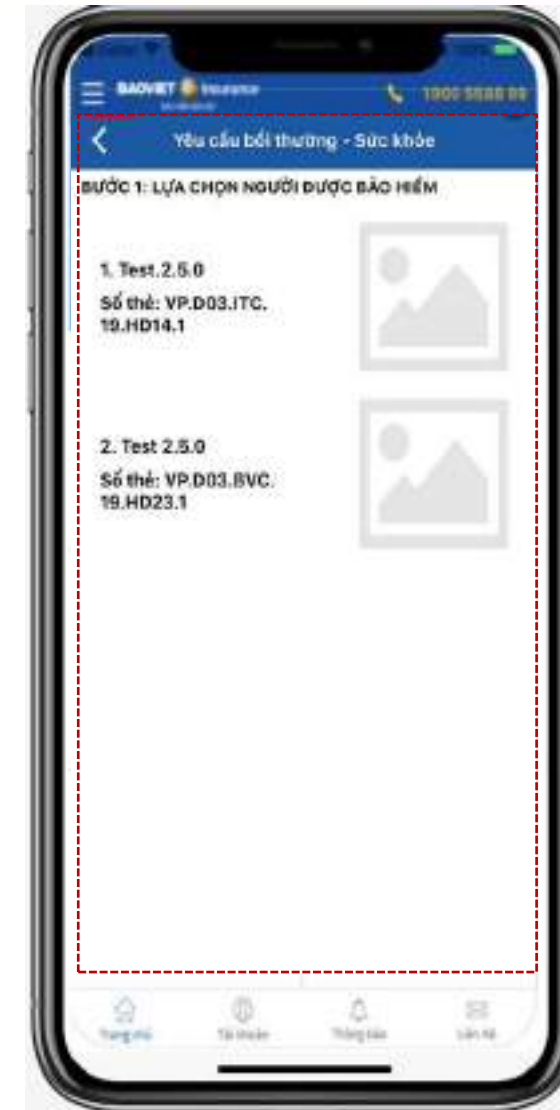 BAOVIET Insurance
1900 5588 99
Yêu cầu bồi thường - Sức khỏe
BƯỚC 1: LỰA CHỌN NGƯỜI ĐƯỢC BẢO HIỂM
1. Test.2.5.0
Số thẻ: VP.D03.ITC.
19.HD14.1
2. Test 2.5.0
Số thẻ: VP.D03.BVC.
19.HD23.1
Trang chủ
Tài khoản
Thông báo
Liên hệ